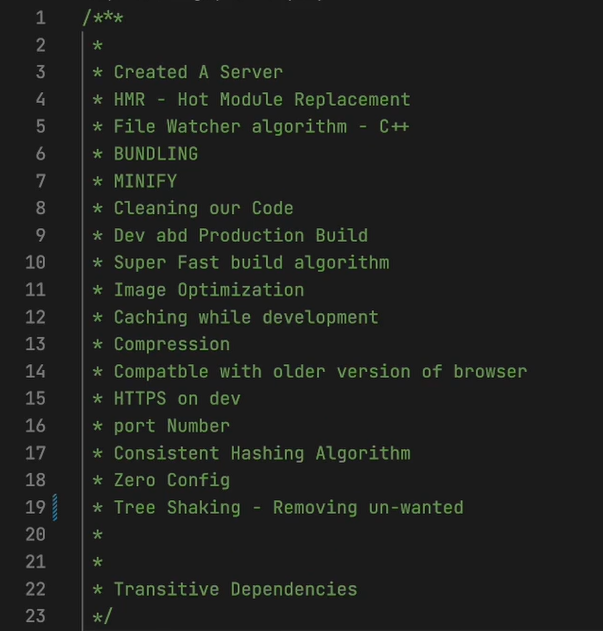 1 /***
2 *
3 * Created A Server
4 * HMR - Hot Module Replacement
5 * File Watcher algorithm - C++
6 * BUNDLING
7 * MINIFY
8 * Cleaning our Code
9 * Dev abd Production Build
10 * Super Fast build algorithm
11 * Image Optimization
12 * Caching while development
13 * Compression
14 * Compatble with older version of browser
15 * HTTPS on dev
16 * port Number
17 * Consistent Hashing Algorithm
18 * Zero Config
19 * Tree Shaking - Removing un-wanted
20 *
21 *
22 * Transitive Dependencies
23 */